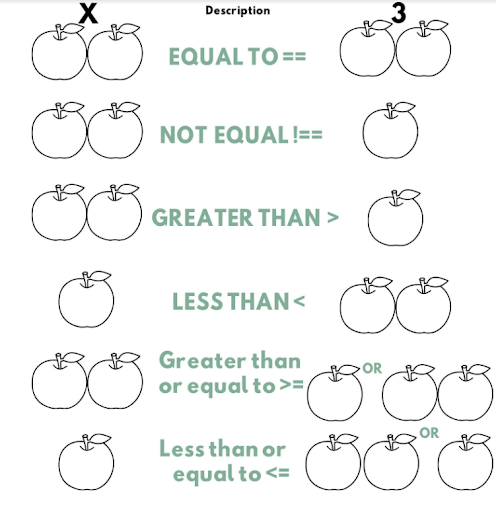 X Description 3
EQUAL TO ==
NOT EQUAL !==
GREATER THAN >
LESS THAN <
Greater than
or equal to >=
OR
Less than or
equal to <=
OR